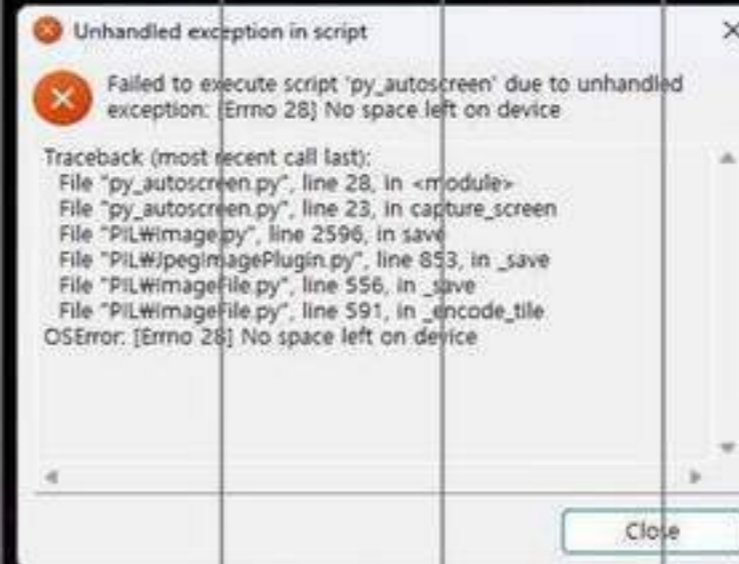 Unhandled exception in script
Failed to execute script 'py_autoscreen' due to unhandled
exception: [Errno 28] No space left on device
Traceback (most recent call last):
File "py_autoscreen.py", line 28, in <module>
File "py_autoscreen.py", line 23, in capture_screen
File "PIL₩Image.py", line 2596, in save
File "PIL₩JpegImagePlugin.py", line 853, in _save
File "PIL₩ImageFile.py", line 556, in _save
File "PIL₩ImageFile.py", line 591, in _encode_tile
OSError: [Errno 28] No space left on device
Close